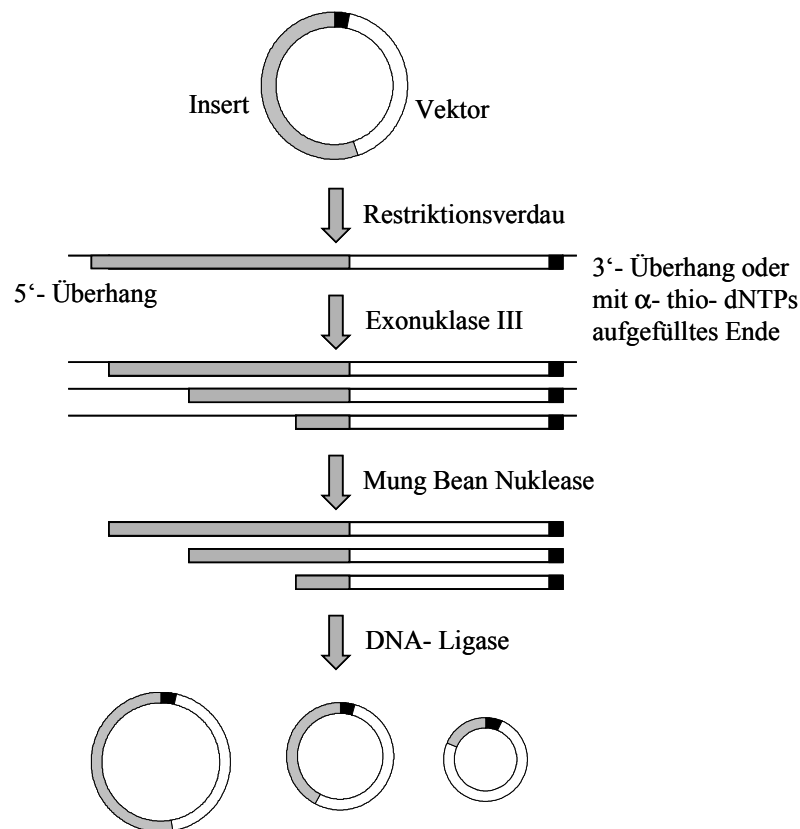 Insert
Vektor
Restriktionsverdau
5‘- Überhang
3‘- Überhang oder
mit α- thio- dNTPs
aufgefülltes Ende
Exonuklase III
Mung Bean Nuklease
DNA- Ligase